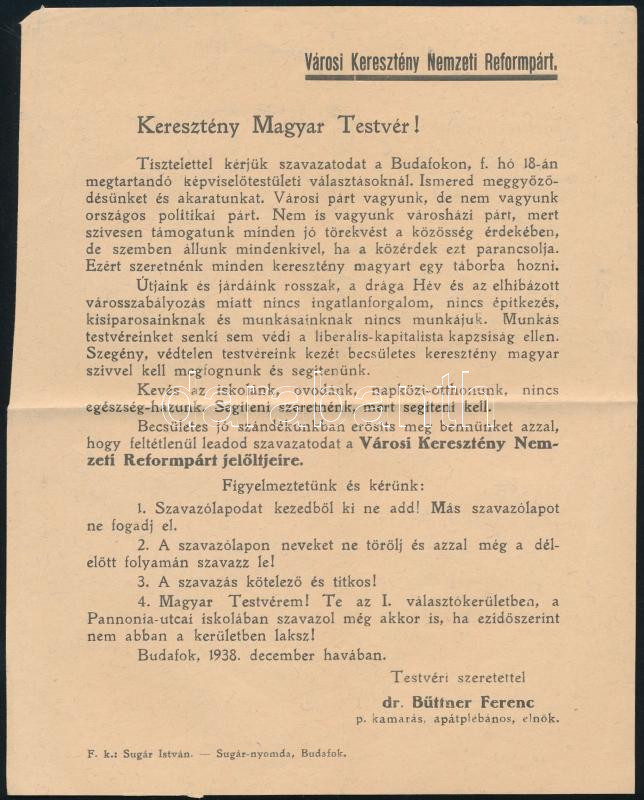 Városi Keresztény Nemzeti Reformpárt.
Keresztény Magyar Testvér!
Tisztelettel kérjük szavazatodat a Budafokon, f. hó 18-án
megtartandó képviselőtestületi választásoknál. Ismered meggyőző-
désünket és akaratunkat. Városi párt vagyunk, de nem vagyunk
országos politikai párt. Nem is vagyunk városházi párt, mert
szivesen támogatunk minden jó törekvést a közösség érdekében,
de szemben állunk mindenkivel, ha a közérdek ezt parancsolja.
Ezért szeretnénk minden keresztény magyart egy táborba hozni.
Útjaink és járdáink rosszak, a drága Hév és az elhibázott
városszabályozás miatt nincs ingatlanforgalom, nincs épitkezés,
kisiparosainknak és munkásainknak nincs munkájuk. Munkás
testvéreinket senki sem védi a liberális-kapitalista kapzsiság ellen.
Szegény, védtelen testvéreink kezét becsületes keresztény magyar
szivvel kell megfognunk és segitenünk.
Kevés az iskolánk, ovodánk, napközi-otthonunk, nincs
egészség-házunk. Segiteni szeretnénk, mert segiteni kell.
Becsületes jó szándékunkban erősits meg bennünket azzal,
hogy feltétlenül leadod szavazatodat a Városi Keresztény Nem-
zeti Reformpárt jelöltjeire.
Figyelmeztetünk és kérünk:
1. Szavazólapodat kezedből ki ne add! Más szavazólapot
ne fogadj el.
2. A szavazólapon neveket ne törölj és azzal még a dél-
előtt folyamán szavazz le!
3. A szavazás kötelező és titkos!
4. Magyar Testvérem! Te az I. választókerületben, a
Pannonia-utcai iskolában szavazol még akkor is, ha ezidőszerint
nem abban a kerületben laksz!
Budafok, 1938. december havában.
Testvéri szeretettel
dr. Büttner Ferenc
p. kamarás, apátplébános, elnök.
F. k.: Sugár István. — Sugár-nyomda, Budafok.
darabanth